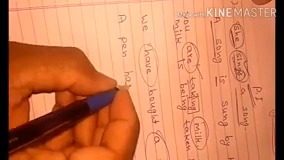 Made With
KINEMASTER
P.I
She sings song.
A song is sung by
You are taking milk.
milk is being taken
We have bought a
A pen ha